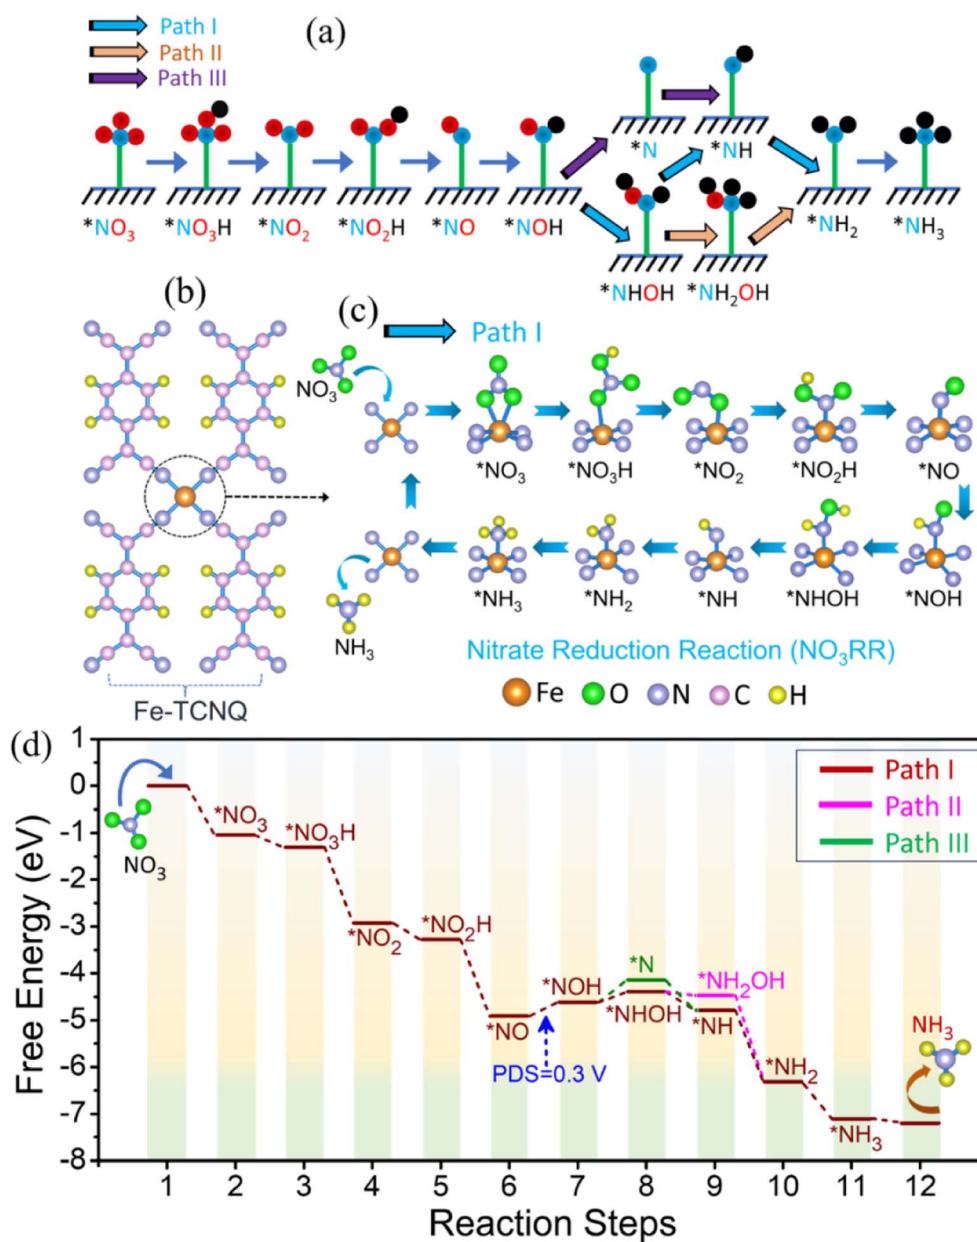 (a)
Path I
Path II
Path III
*N
*NH
*NO₃
*NO₃H
*NO₂
*NO₂H
*NO
*NOH
*NHOH
*NH₂OH
*NH₂
*NH₃
(b)
Fe-TCNQ
(c)
Path I
NO₃
*NO₃
*NO₃H
*NO₂
*NO₂H
*NO
NH₃
*NH₃
*NH₂
*NH
*NHOH
*NOH
Nitrate Reduction Reaction (NO₃RR)
Fe O N C H
(d)
Free Energy (eV)
1
0
-1
-2
-3
-4
-5
-6
-7
-8
NO₃
*NO₃
*NO₃H
*NO₂
*NO₂H
*NO
*NOH
PDS=0.3 V
*N
*NHOH
*NH₂OH
*NH
*NH₂
*NH₃
NH₃
Path I
Path II
Path III
1 2 3 4 5 6 7 8 9 10 11 12
Reaction Steps